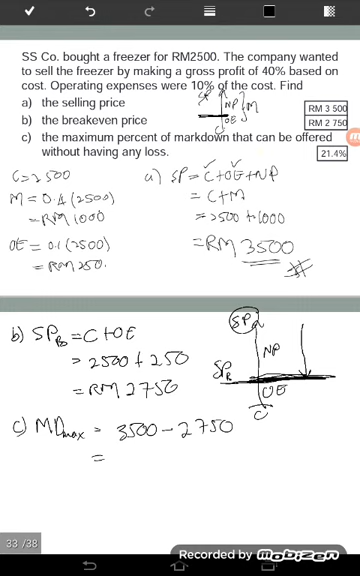 SS Co. bought a freezer for RM2500. The company wanted
to sell the freezer by making a gross profit of 40% based on
cost. Operating expenses were 10% of the cost. Find
a) the selling price
RM 3 500
b) the breakeven price
RM 2 750
c) the maximum percent of markdown that can be offered
without having any loss.
21.4%
SP
NP
M
OE
C
C = 2500
M = 0.4 (2500)
= RM 1000
OE = 0.1 (2500)
= RM 250.
a) SP = C + OE + NP
= C + M
= 2500 + 1000
= RM 3500
b) SPB = C + OE
= 2500 + 250
= RM 2750
SP
NP
SPB
OE
C
c) MDmax = 3500 - 2750
=
33 /38
Recorded by Mobizen